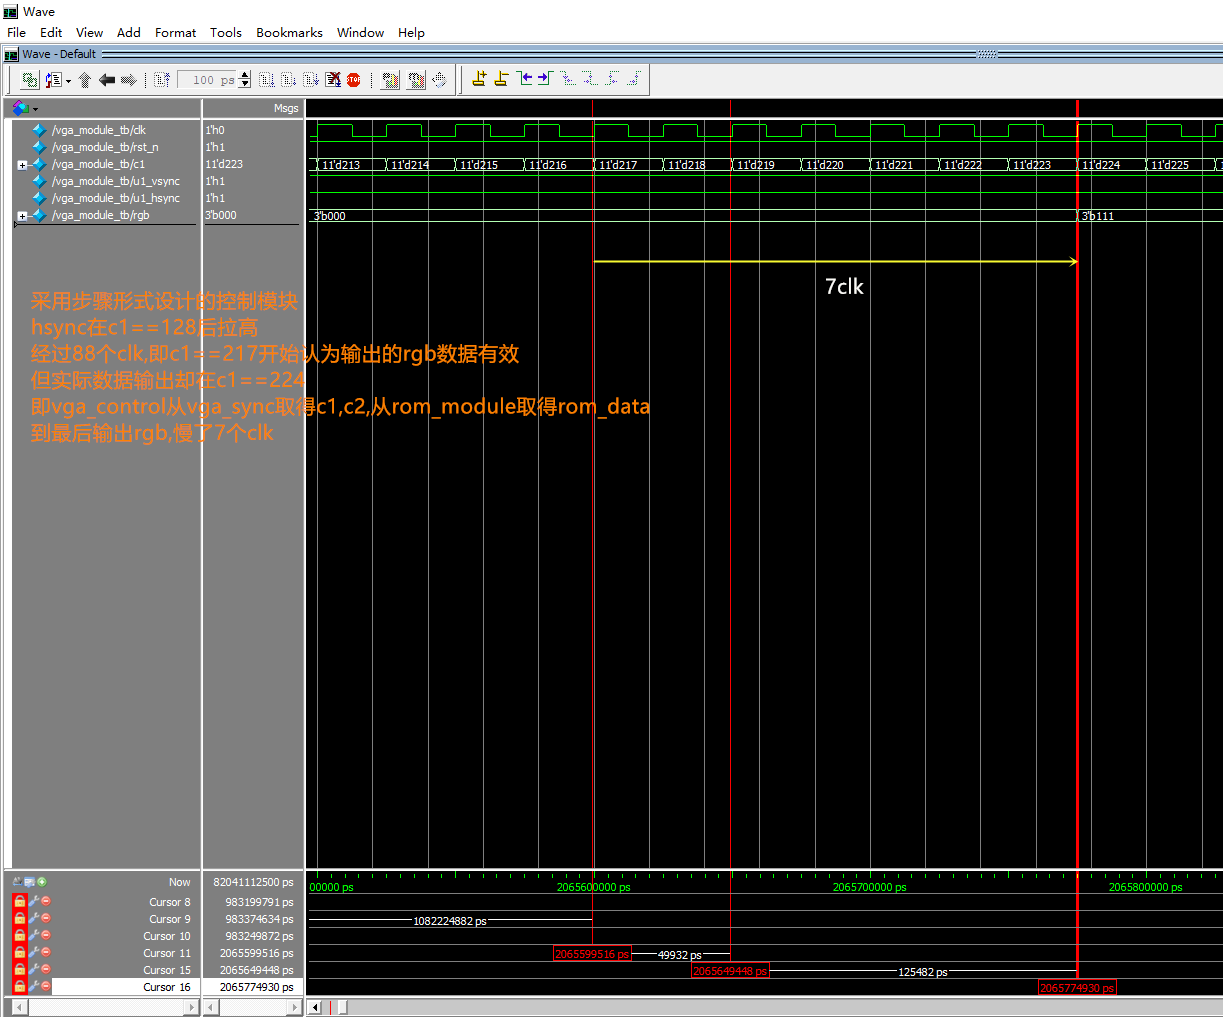 Wave
File Edit View Add Format Tools Bookmarks Window Help
Wave - Default
100 ps
STOP
Msgs
/vga_module_tb/clk 1'h0
/vga_module_tb/rst_n 1'h1
/vga_module_tb/c1 11'd223 11'd213 11'd214 11'd215 11'd216 11'd217 11'd218 11'd219 11'd220 11'd221 11'd222 11'd223 11'd224 11'd225
/vga_module_tb/u1_vsync 1'h1
/vga_module_tb/u1_hsync 1'h1
/vga_module_tb/rgb 3'b000 3'b000 3'b111
7clk
采用步骤形式设计的控制模块
hsync在c1==128后拉高
经过88个clk,即c1==217开始认为输出的rgb数据有效
但实际数据输出却在c1==224
即vga_control从vga_sync取得c1,c2,从rom_module取得rom_data
到最后输出rgb,慢了7个clk
Now 82041112500 ps 00000 ps 2065600000 ps 2065700000 ps 2065800000 ps
Cursor 8 983199791 ps
Cursor 9 983374634 ps 1082224882 ps
Cursor 10 983249872 ps
Cursor 11 2065599516 ps 2065599516 ps 49932 ps
Cursor 15 2065649448 ps 2065649448 ps 125482 ps
Cursor 16 2065774930 ps 2065774930 ps